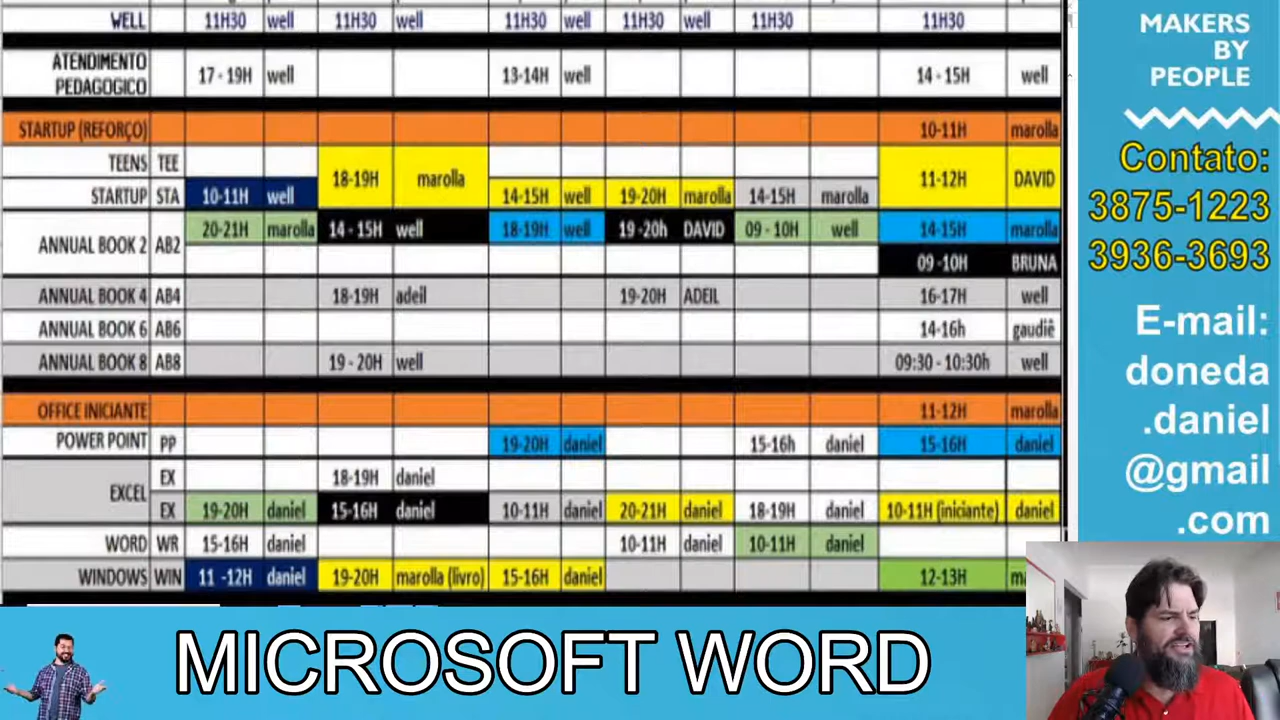 WELL 11H30 well 11H30 well 11H30 well 11H30 well 11H30 11H30
ATENDIMENTO PEDAGOGICO 17 - 19H well 13-14H well 14 - 15H well
STARTUP (REFORÇO) 10-11H marolla
TEENS TEE 18-19H marolla 11-12H DAVID
STARTUP STA 10-11H well 14-15H well 19-20H marolla 14-15H marolla
ANNUAL BOOK 2 AB2 20-21H marolla 14 - 15H well 18-19H well 19 -20h DAVID 09 - 10H well 14-15H marolla
09 -10H BRUNA
ANNUAL BOOK 4 AB4 18-19H adeil 19-20H ADEIL 16-17H well
ANNUAL BOOK 6 AB6 14-16h gaudiê
ANNUAL BOOK 8 AB8 19 - 20H well 09:30 - 10:30h well
OFFICE INICIANTE 11-12H marolla
POWER POINT PP 19-20H daniel 15-16h daniel 15-16H daniel
EXCEL EX 18-19H daniel
EX 19-20H daniel 15-16H daniel 10-11H daniel 20-21H daniel 18-19H daniel 10-11H (iniciante) daniel
WORD WR 15-16H daniel 10-11H daniel 10-11H daniel
WINDOWS WIN 11 -12H daniel 19-20H marolla (livro) 15-16H daniel 12-13H
MAKERS
BY
PEOPLE
Contato:
3875-1223
3936-3693
E-mail:
doneda
.daniel
@gmail
.com
MICROSOFT WORD